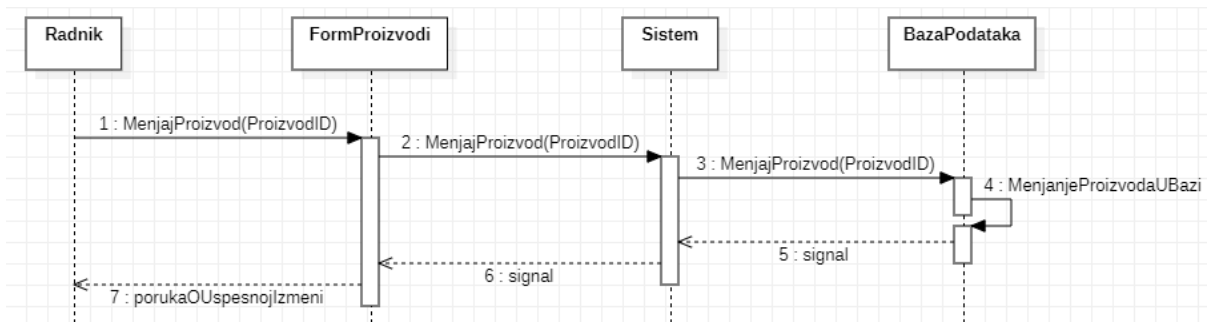 Radnik
FormProizvodi
Sistem
BazaPodataka
1 : MenjajProizvod(ProizvodID)
2 : MenjajProizvod(ProizvodID)
3 : MenjajProizvod(ProizvodID)
4 : MenjanjeProizvodaUBazi
5 : signal
6 : signal
7 : porukaOUspesnojIzmeni